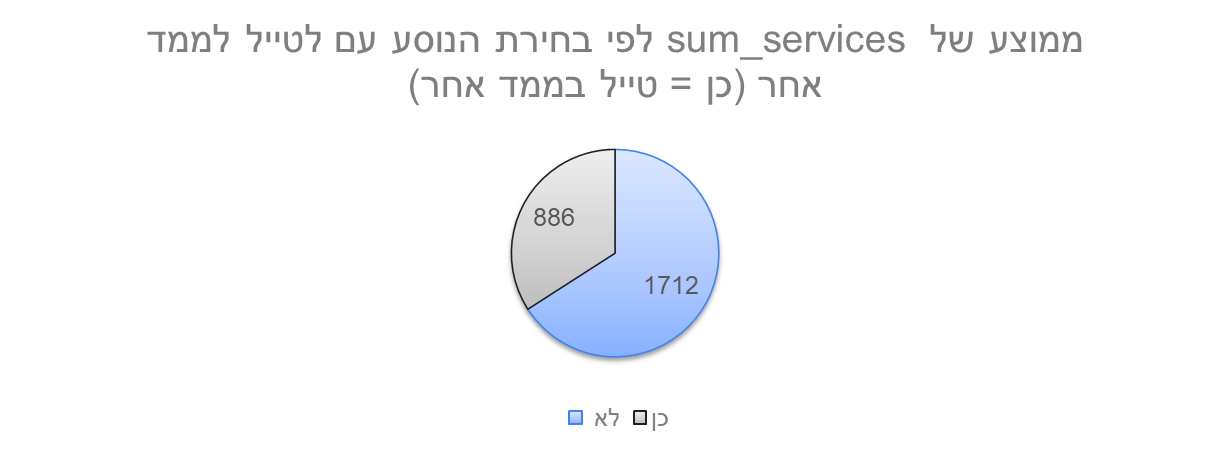 ממוצע של sum_services לפי בחירת הנוסע עם לטייל לממד
אחר (כן = טייל בממד אחר)
886
1712
לא כן